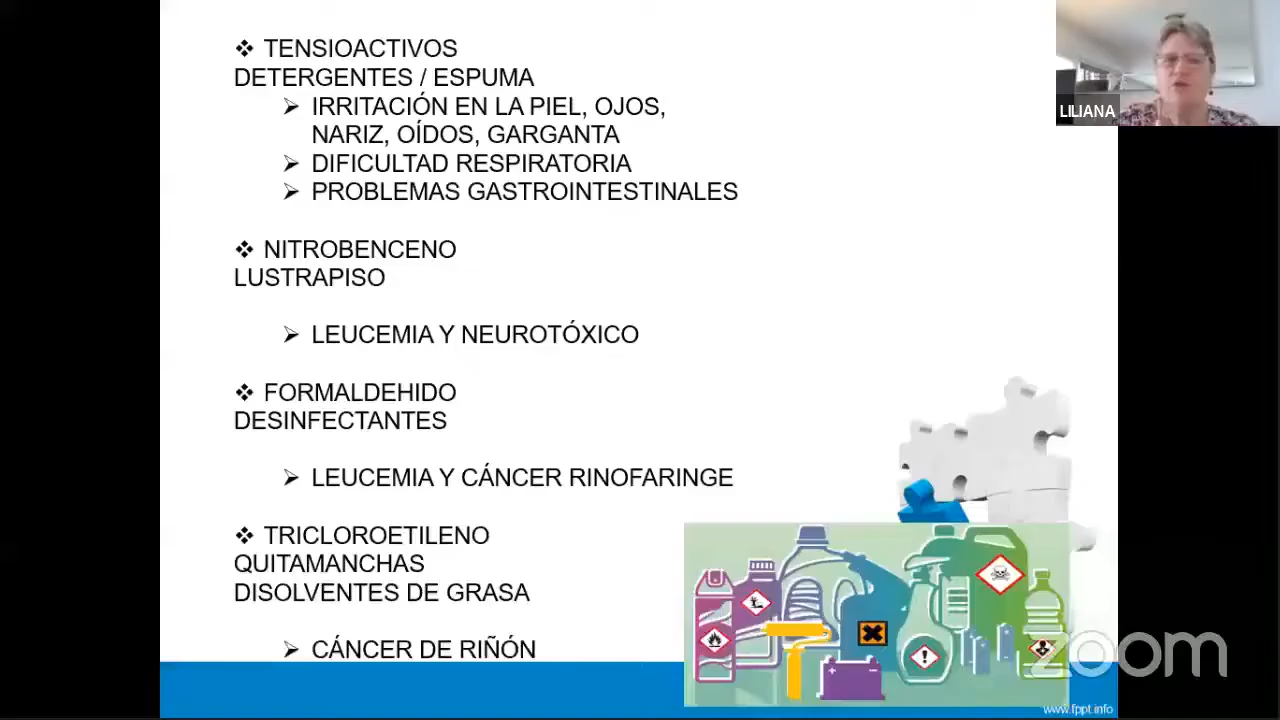 ❖ TENSIOACTIVOS
DETERGENTES / ESPUMA
➢ IRRITACIÓN EN LA PIEL, OJOS,
NARIZ, OÍDOS, GARGANTA
➢ DIFICULTAD RESPIRATORIA
➢ PROBLEMAS GASTROINTESTINALES
❖ NITROBENCENO
LUSTRAPISO
➢ LEUCEMIA Y NEUROTÓXICO
❖ FORMALDEHIDO
DESINFECTANTES
➢ LEUCEMIA Y CÁNCER RINOFARINGE
❖ TRICLOROETILENO
QUITAMANCHAS
DISOLVENTES DE GRASA
➢ CÁNCER DE RIÑÓN
LILIANA
zoom
www.fppt.info